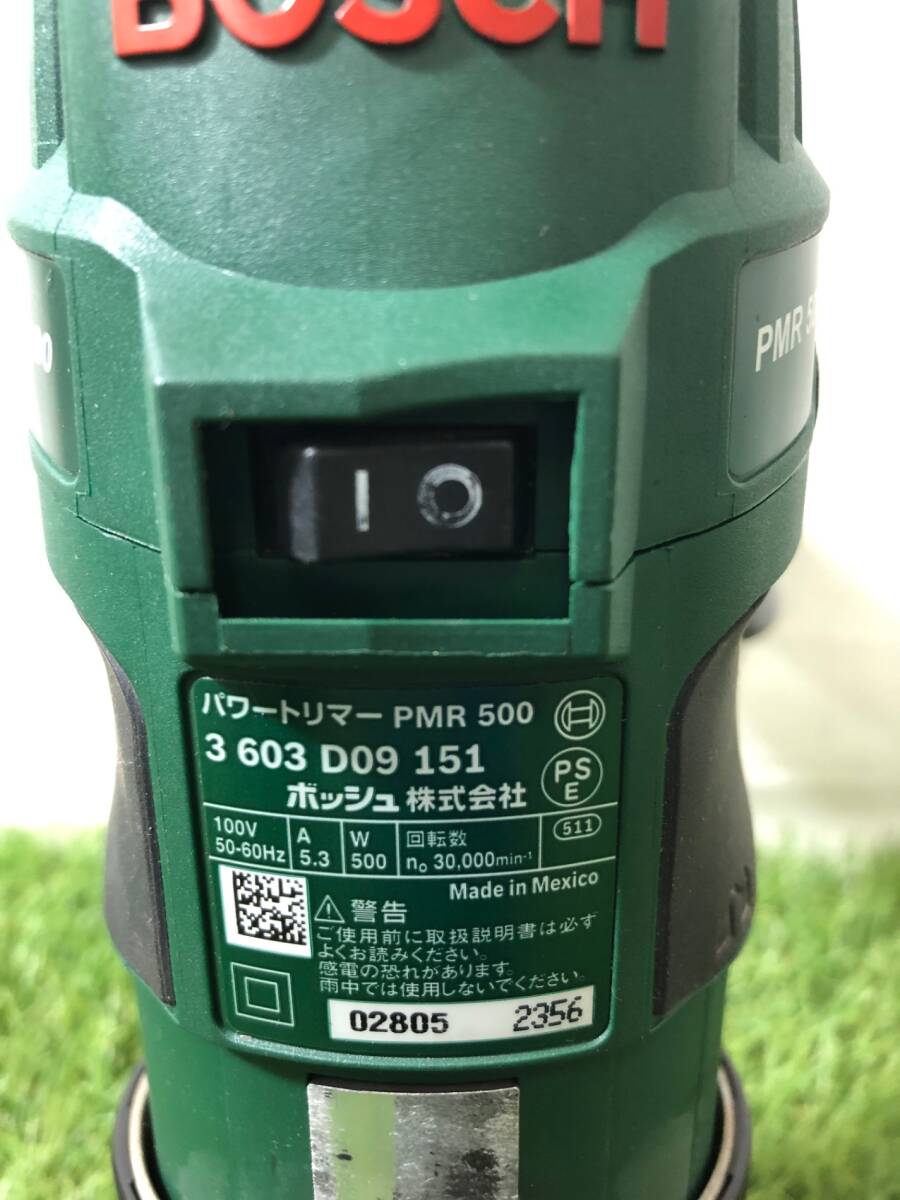 BOSCH
PMR 5
パワートリマー PMR 500
3 603 D09 151
ボッシュ株式会社
PS
E
100V
50-60Hz
A
5.3
W
500
回転数
n₀ 30,000min⁻¹
511
Made in Mexico
警告
ご使用前に取扱説明書は必ず
よくお読みください。
感電の恐れがあります。
雨中では使用しないでください。
02805 2356